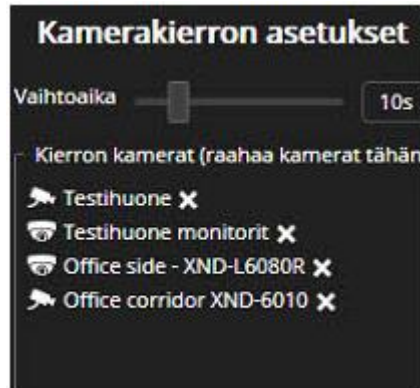 Kamerakierron asetukset
Vaihtoaika 10s
Kierron kamerat (raahaa kamerat tähän
Testihuone
Testihuone monitorit
Office side - XND-L6080R
Office corridor XND-6010